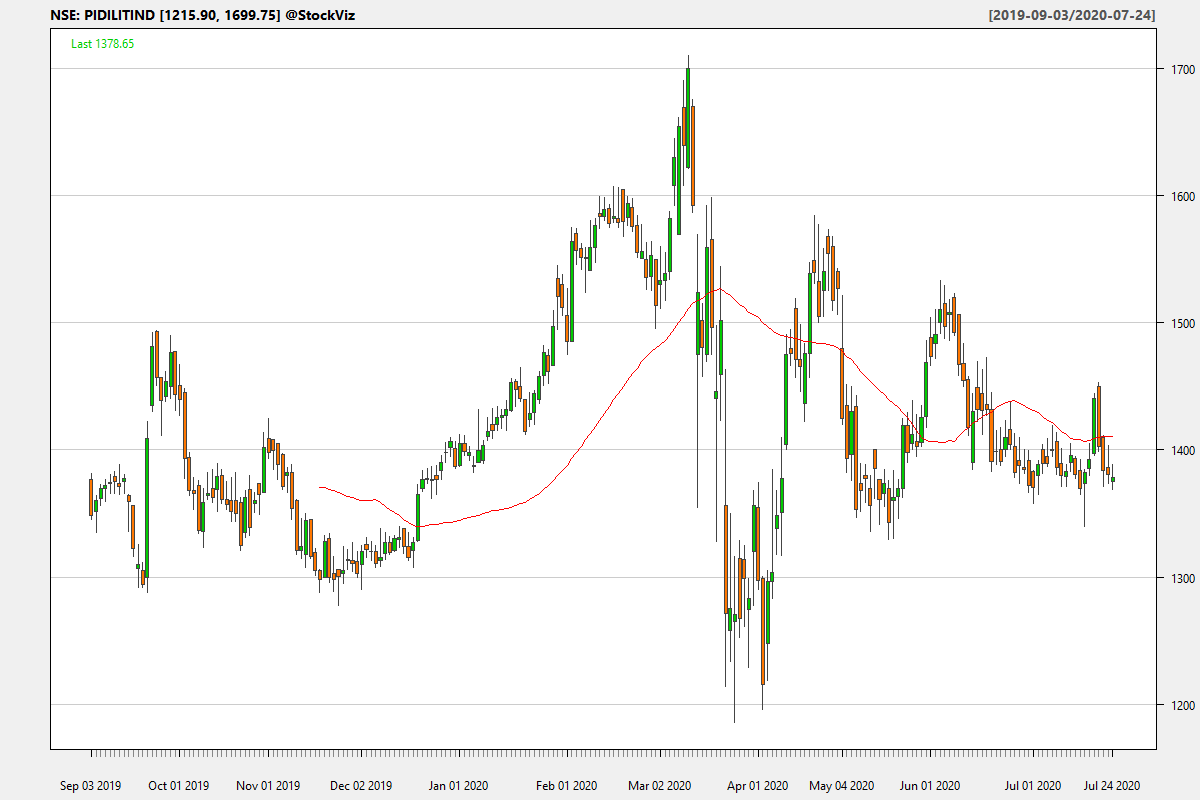 NSE: PIDILITIND [1215.90, 1699.75] @StockViz [2019-09-03/2020-07-24]
Last 1378.65
1700
1600
1500
1400
1300
1200
Sep 03 2019 Oct 01 2019 Nov 01 2019 Dec 02 2019 Jan 01 2020 Feb 01 2020 Mar 02 2020 Apr 01 2020 May 04 2020 Jun 01 2020 Jul 01 2020 Jul 24 2020